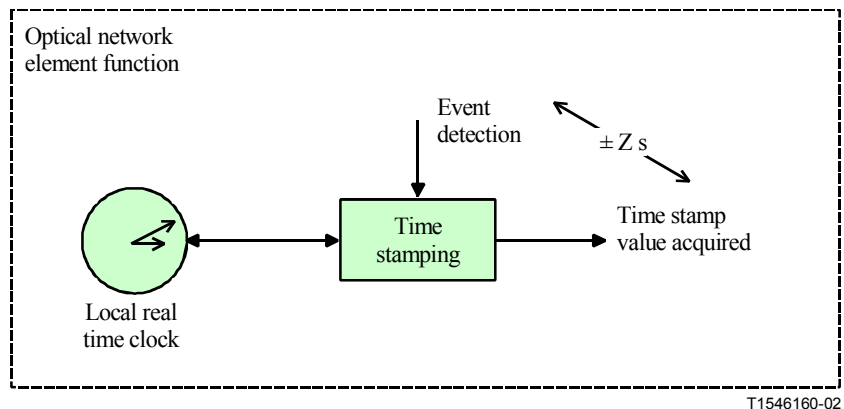 Optical network
element function
Event
detection
± Z s
Time
stamping
Time stamp
value acquired
Local real
time clock
T1546160-02